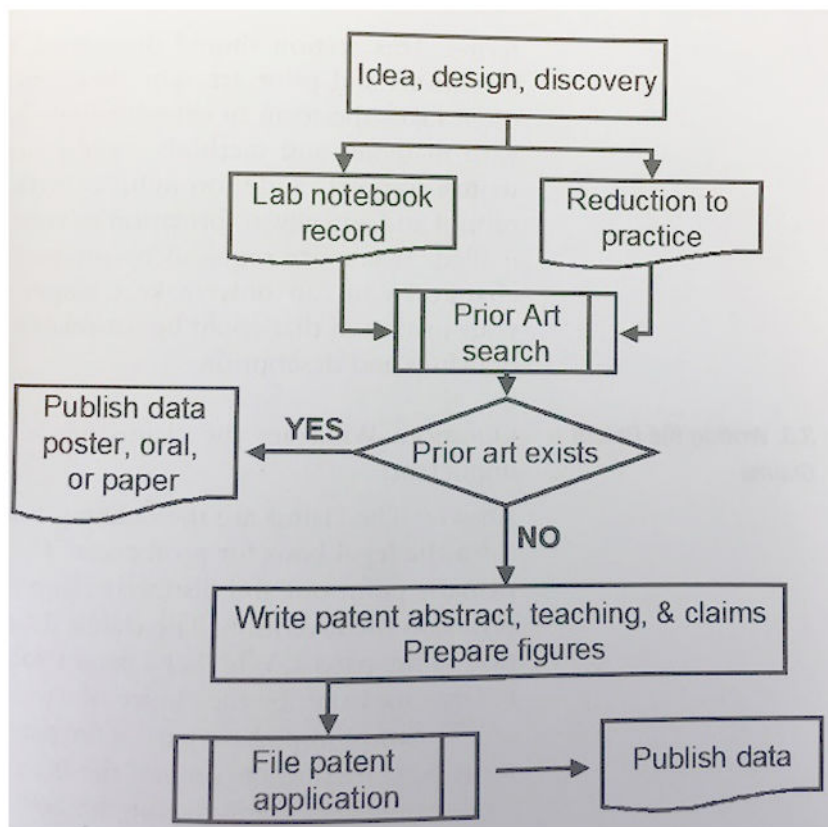 Idea, design, discovery
Lab notebook
record
Reduction to
practice
Prior Art
search
Publish data
poster, oral,
or paper
YES
Prior art exists
NO
Write patent abstract, teaching, & claims
Prepare figures
File patent
application
Publish data